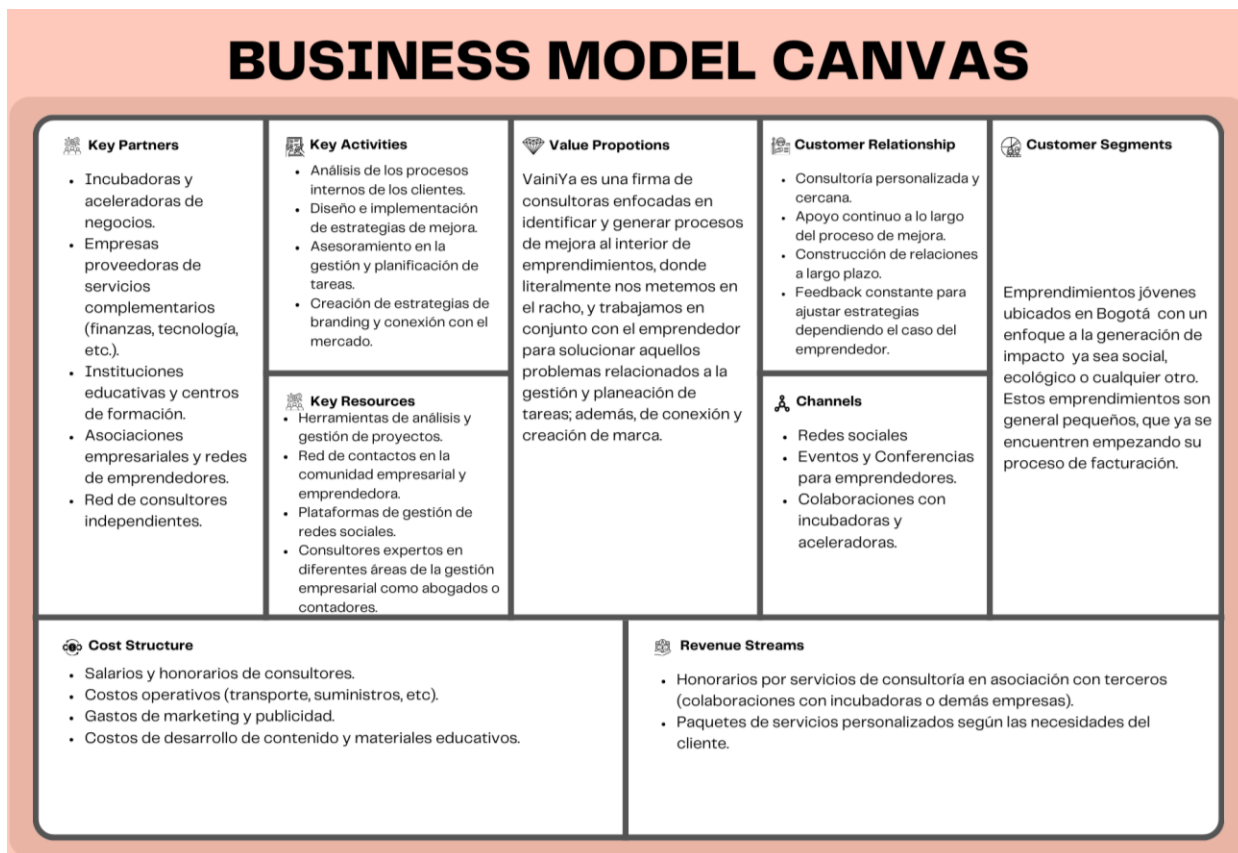 BUSINESS MODEL CANVAS
Key Partners
• Incubadoras y
aceleradoras de
negocios.
• Empresas
proveedoras de
servicios
complementarios
(finanzas, tecnología,
etc.).
• Instituciones
educativas y centros
de formación.
• Asociaciones
empresariales y redes
de emprendedores.
• Red de consultores
independientes.
Key Activities
• Análisis de los procesos
internos de los clientes.
• Diseño e implementación
de estrategias de mejora.
• Asesoramiento en la
gestión y planificación de
tareas.
• Creación de estrategias de
branding y conexión con el
mercado.
Key Resources
• Herramientas de análisis y
gestión de proyectos.
• Red de contactos en la
comunidad empresarial y
emprendedora.
• Plataformas de gestión de
redes sociales.
• Consultores expertos en
diferentes áreas de la gestión
empresarial como abogados o
contadores.
Value Propotions
VainiYa es una firma de
consultoras enfocadas en
identificar y generar procesos
de mejora al interior de
emprendimientos, donde
literalmente nos metemos en
el racho, y trabajamos en
conjunto con el emprendedor
para solucionar aquellos
problemas relacionados a la
gestión y planeación de
tareas; además, de conexión y
creación de marca.
Customer Relationship
• Consultoría personalizada y
cercana.
• Apoyo continuo a lo largo
del proceso de mejora.
• Construcción de relaciones
a largo plazo.
• Feedback constante para
ajustar estrategias
dependiendo el caso del
emprendedor.
Channels
• Redes sociales
• Eventos y Conferencias
para emprendedores.
• Colaboraciones con
incubadoras y
aceleradoras.
Customer Segments
Emprendimientos jóvenes
ubicados en Bogotá con un
enfoque a la generación de
impacto ya sea social,
ecológico o cualquier otro.
Estos emprendimientos son
general pequeños, que ya se
encuentren empezando su
proceso de facturación.
Cost Structure
• Salarios y honorarios de consultores.
• Costos operativos (transporte, suministros, etc).
• Gastos de marketing y publicidad.
• Costos de desarrollo de contenido y materiales educativos.
Revenue Streams
• Honorarios por servicios de consultoría en asociación con terceros
(colaboraciones con incubadoras o demás empresas).
• Paquetes de servicios personalizados según las necesidades del
cliente.